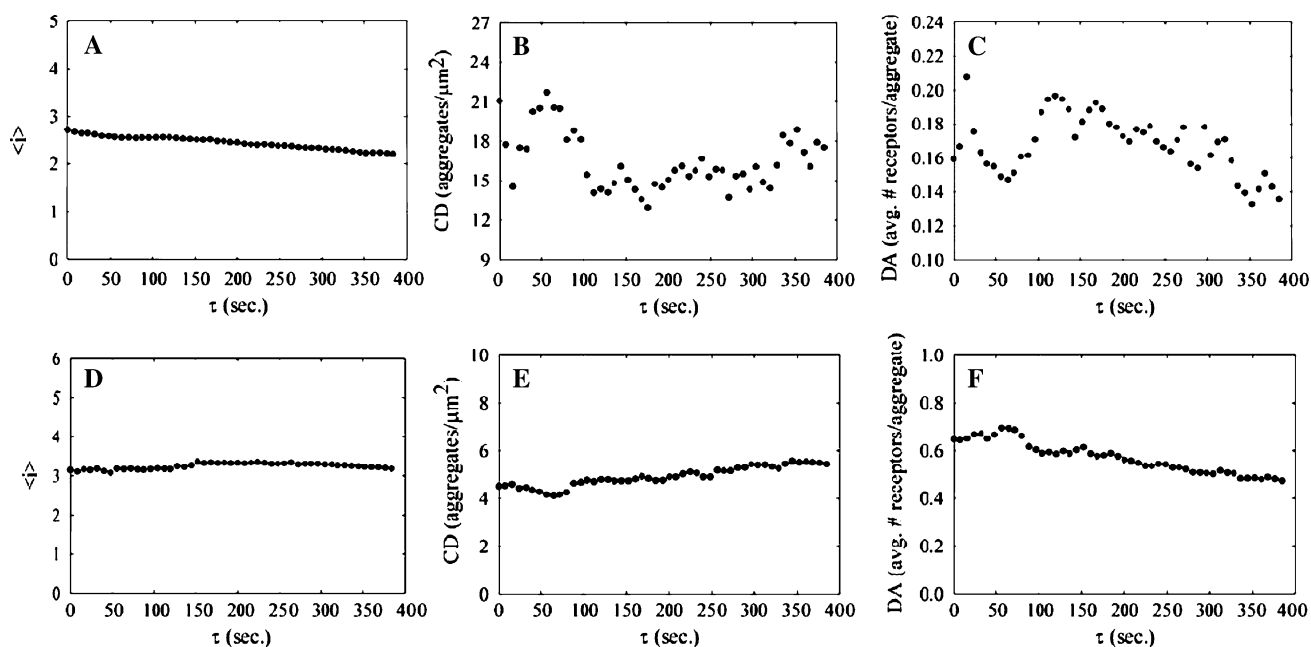 A
5
4
3
2
1
0
<i>
0 50 100 150 200 250 300 350 400
τ (sec.)
B
27
24
21
18
15
12
9
CD (aggregates/μm²)
0 50 100 150 200 250 300 350 400
τ (sec.)
C
0.24
0.22
0.20
0.18
0.16
0.14
0.12
0.10
DA (avg. # receptors/aggregate)
0 50 100 150 200 250 300 350 400
τ (sec.)
D
6
5
4
3
2
1
0
<i>
0 50 100 150 200 250 300 350 400
τ (sec.)
E
10
8
6
4
2
0
CD (aggregates/μm²)
0 50 100 150 200 250 300 350 400
τ (sec.)
F
1.0
0.8
0.6
0.4
0.2
0.0
DA (avg. # receptors/aggregate)
0 50 100 150 200 250 300 350 400
τ (sec.)